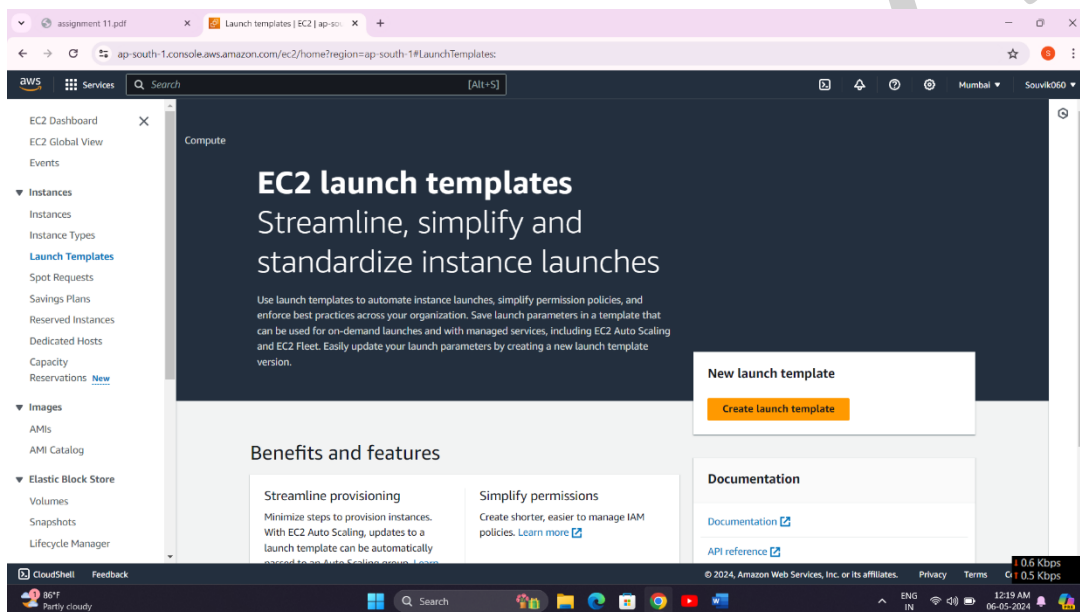 assignment 11.pdf
Launch templates | EC2 | ap-sou
ap-south-1.console.aws.amazon.com/ec2/home?region=ap-south-1#LaunchTemplates:
S
aws
Services
Search
[Alt+S]
Mumbai
Souvik060
EC2 Dashboard
EC2 Global View
Events
Instances
Instances
Instance Types
Launch Templates
Spot Requests
Savings Plans
Reserved Instances
Dedicated Hosts
Capacity
Reservations New
Images
AMIs
AMI Catalog
Elastic Block Store
Volumes
Snapshots
Lifecycle Manager
Compute
EC2 launch templates
Streamline, simplify and
standardize instance launches
Use launch templates to automate instance launches, simplify permission policies, and
enforce best practices across your organization. Save launch parameters in a template that
can be used for on-demand launches and with managed services, including EC2 Auto Scaling
and EC2 Fleet. Easily update your launch parameters by creating a new launch template
version.
New launch template
Create launch template
Benefits and features
Streamline provisioning
Minimize steps to provision instances.
With EC2 Auto Scaling, updates to a
launch template can be automatically
passed to an Auto Scaling group. Learn
Simplify permissions
Create shorter, easier to manage IAM
policies. Learn more
Documentation
Documentation
API reference
CloudShell
Feedback
© 2024, Amazon Web Services, Inc. or its affiliates.
Privacy
Terms
0.6 Kbps
0.5 Kbps
1
86°F
Partly cloudy
Search
ENG
IN
12:19 AM
06-05-2024